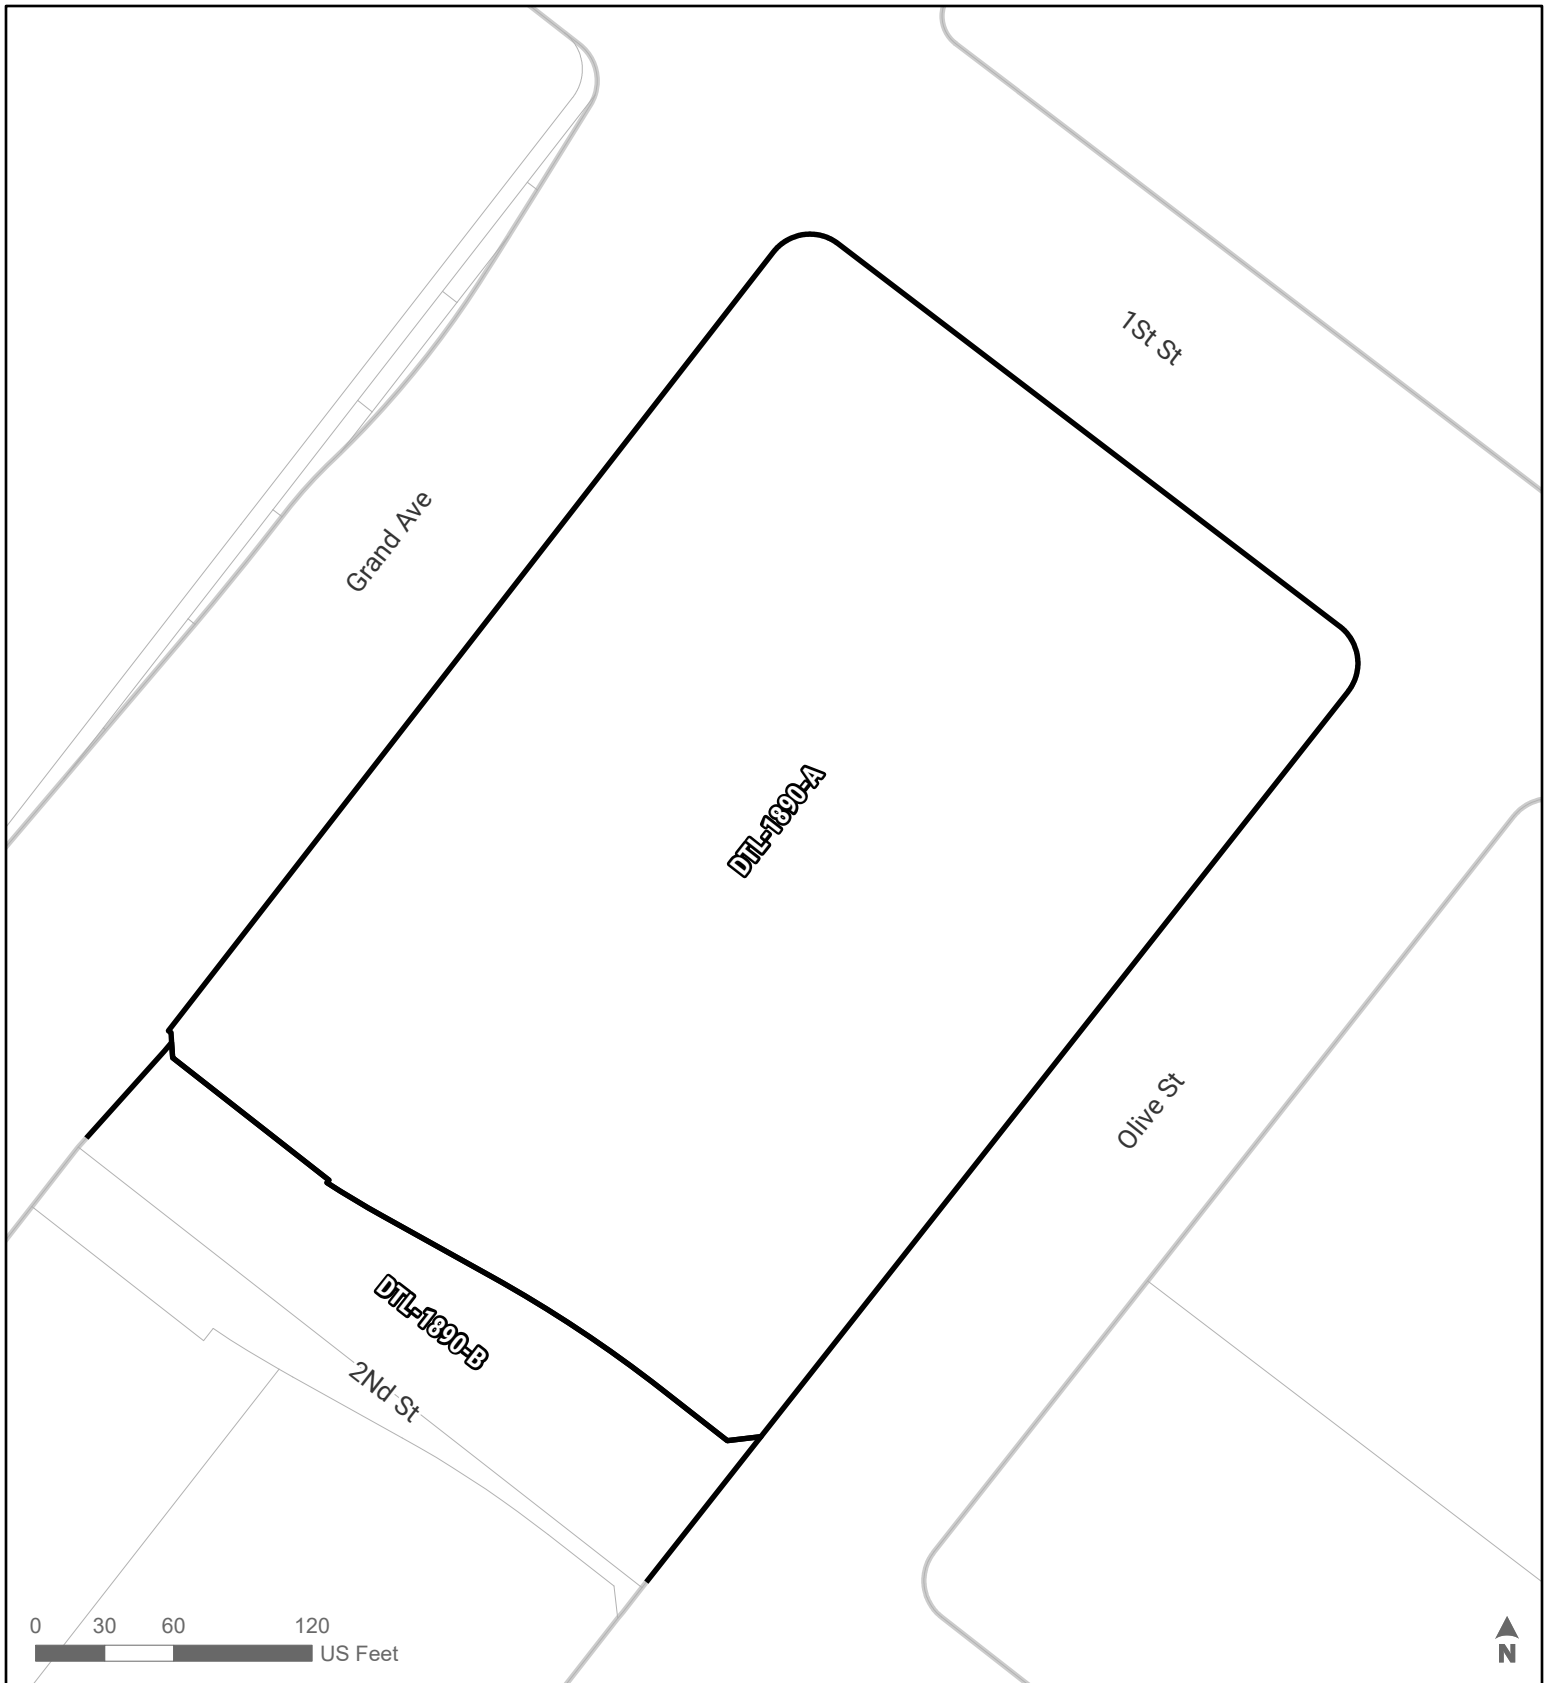 1St St
Grand Ave
DTL-1890-A
Olive St
DTL-1890-B
2Nd St
0 30 60 120
US Feet
N